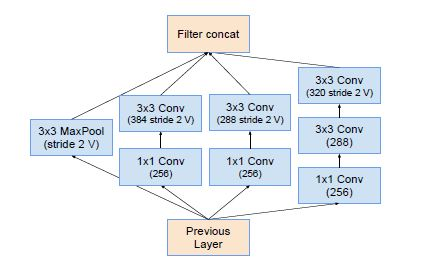 Filter concat
3x3 Conv
(320 stride 2 V)
3x3 Conv
(384 stride 2 V)
3x3 Conv
(288 stride 2 V)
3x3 MaxPool
(stride 2 V)
3x3 Conv
(288)
1x1 Conv
(256)
1x1 Conv
(256)
1x1 Conv
(256)
Previous
Layer